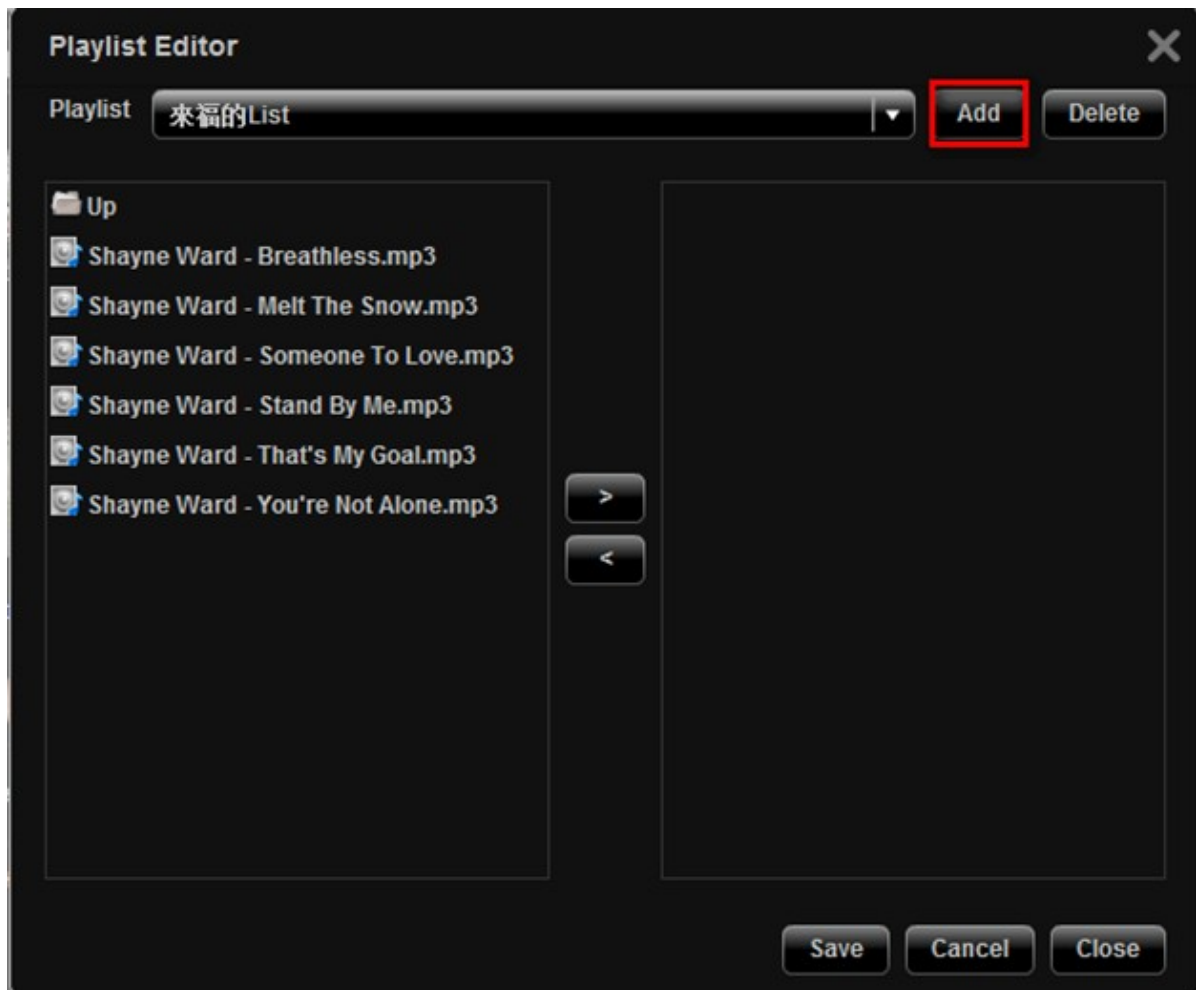 Playlist Editor
Playlist 來福的List Add Delete
Up
Shayne Ward - Breathless.mp3
Shayne Ward - Melt The Snow.mp3
Shayne Ward - Someone To Love.mp3
Shayne Ward - Stand By Me.mp3
Shayne Ward - That's My Goal.mp3
Shayne Ward - You're Not Alone.mp3
>
<
Save Cancel Close